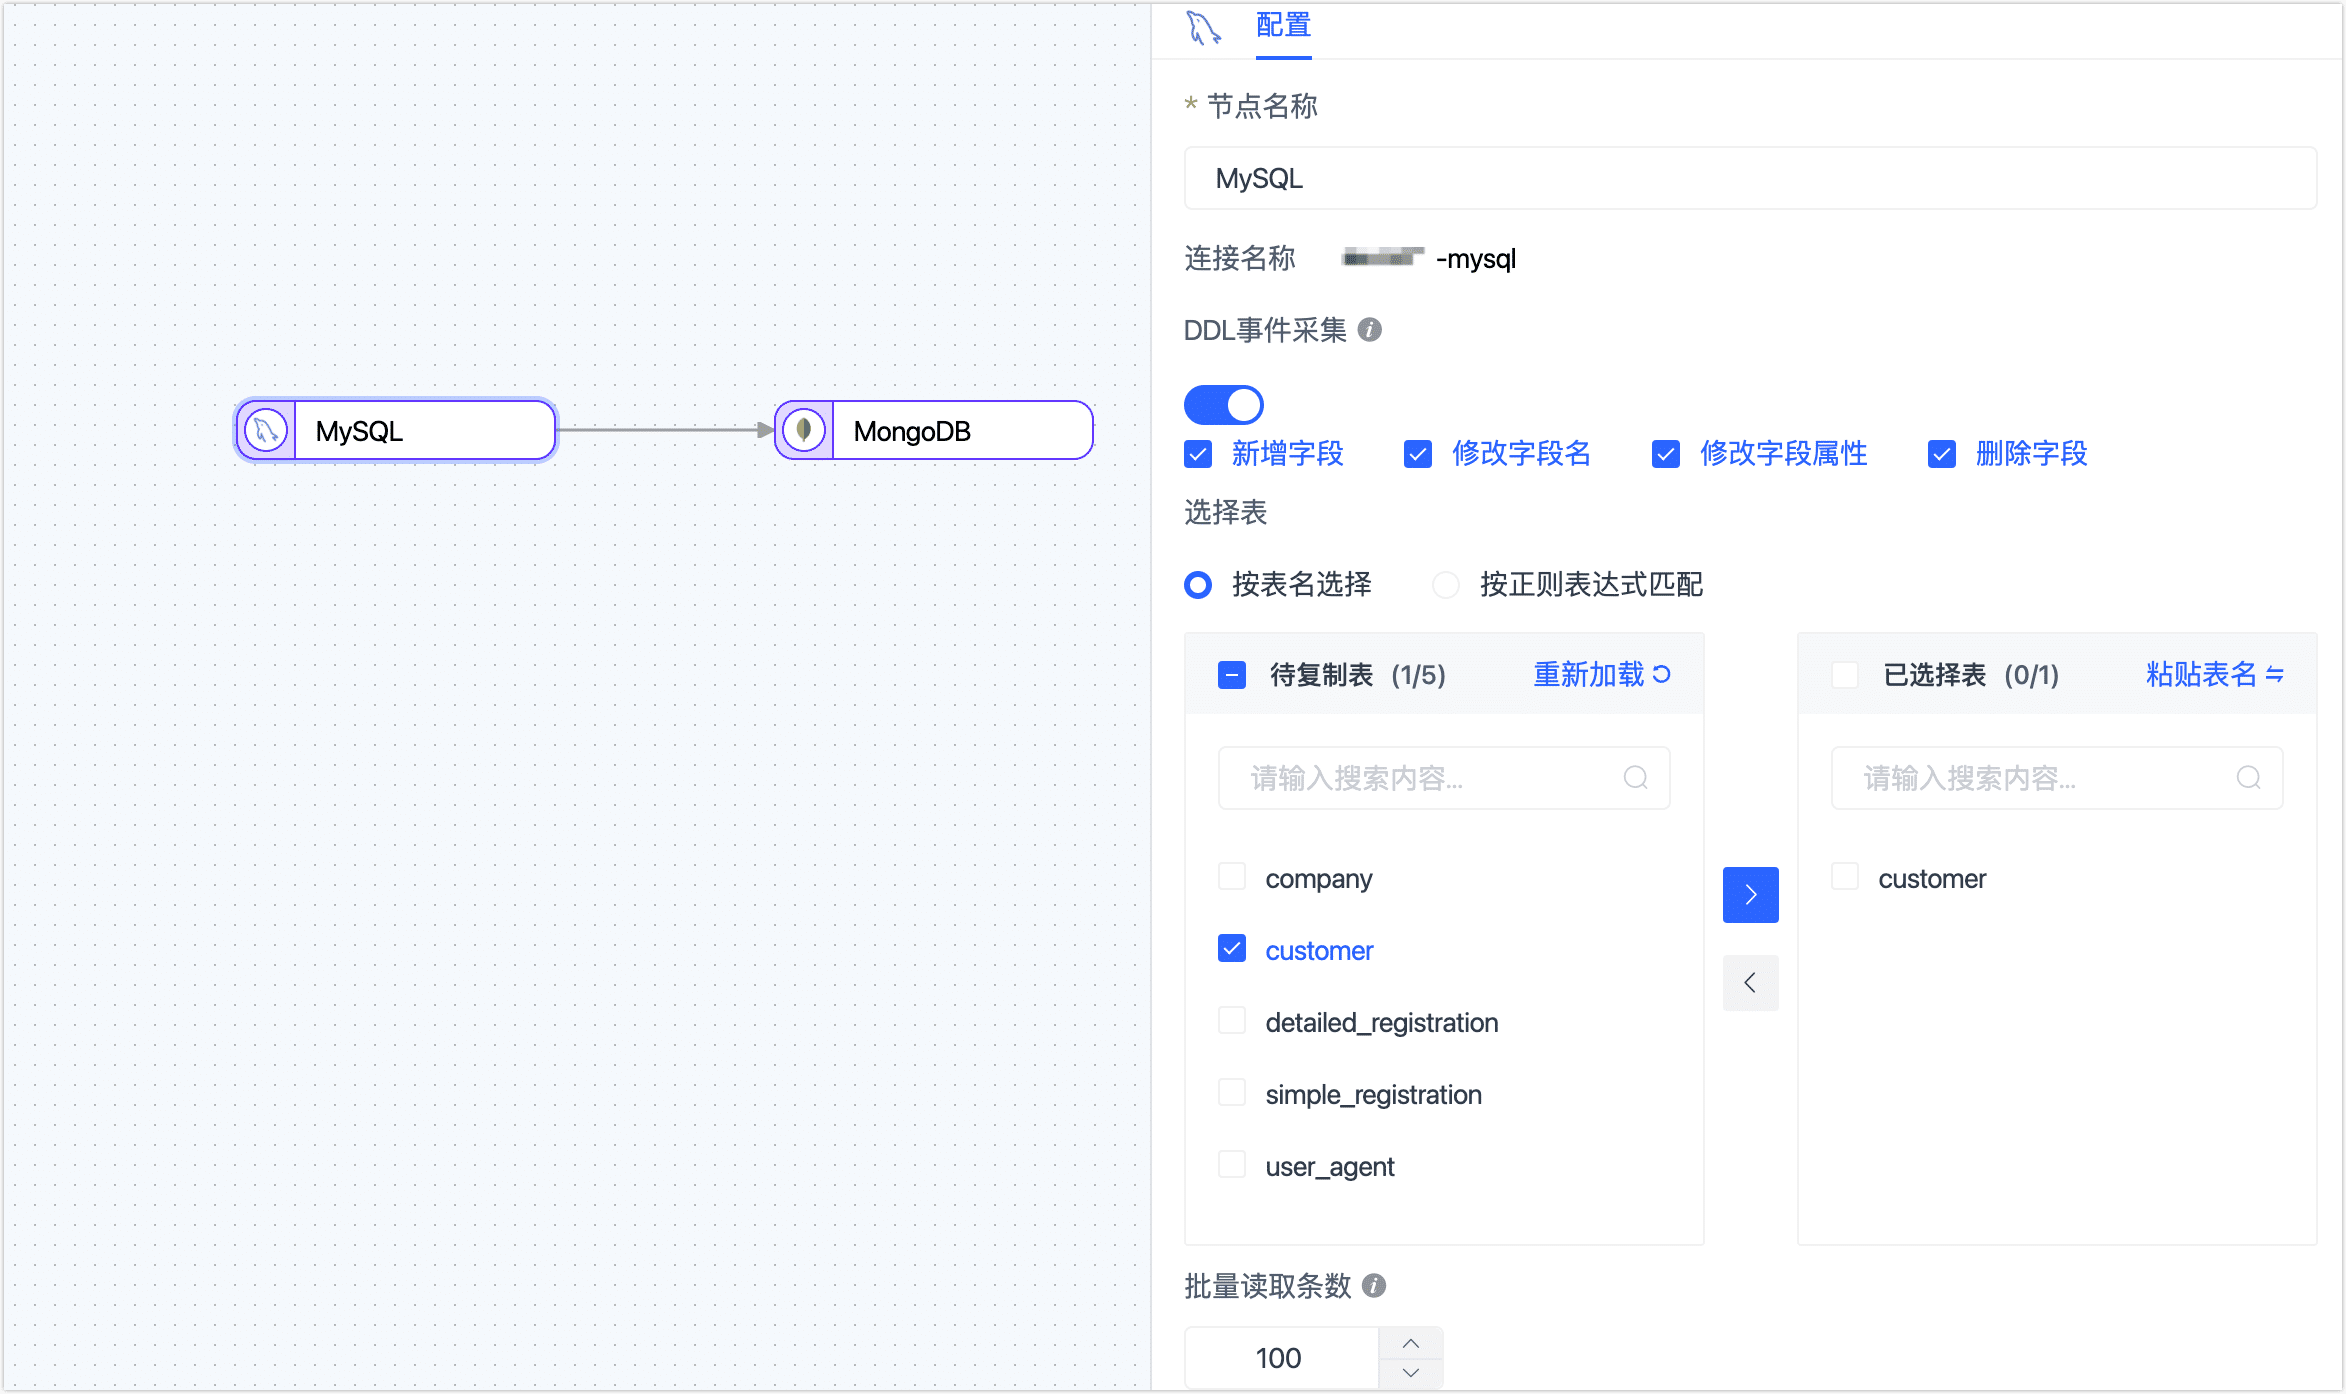 配置
* 节点名称
MySQL
连接名称 -mysql
DDL事件采集
MySQL
MongoDB
新增字段 修改字段名 修改字段属性 删除字段
选择表
按表名选择 按正则表达式匹配
待复制表 (1/5) 重新加载
已选择表 (0/1) 粘贴表名
请输入搜索内容...
请输入搜索内容...
company
customer
detailed_registration
simple_registration
user_agent
customer
批量读取条数
100